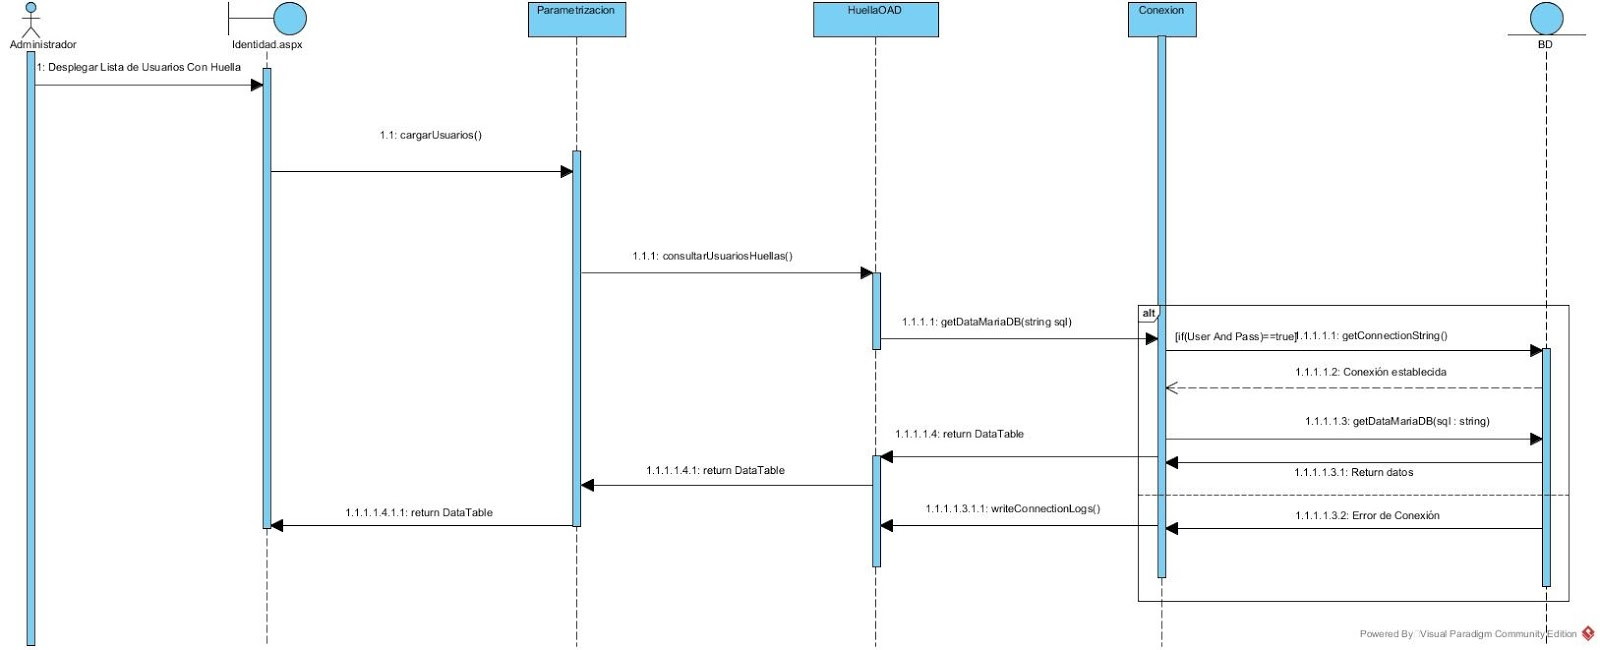 Parametrizacion
HuellaOAD
Conexion
Administrador
Identidad.aspx
BD
1: Desplegar Lista de Usuarios Con Huella
1.1: cargarUsuarios()
1.1.1: consultarUsuariosHuellas()
alt
1.1.1.1: getDataMariaDB(string sql)
[if(User And Pass)==true]
1.1.1.1.1: getConnectionString()
1.1.1.1.2: Conexión establecida
1.1.1.1.3: getDataMariaDB(sql : string)
1.1.1.1.4: return DataTable
1.1.1.1.4.1: return DataTable
1.1.1.1.3.1: Return datos
1.1.1.1.4.1.1: return DataTable
1.1.1.1.3.1.1: writeConnectionLogs()
1.1.1.1.3.2: Error de Conexión
Powered By Visual Paradigm Community Edition